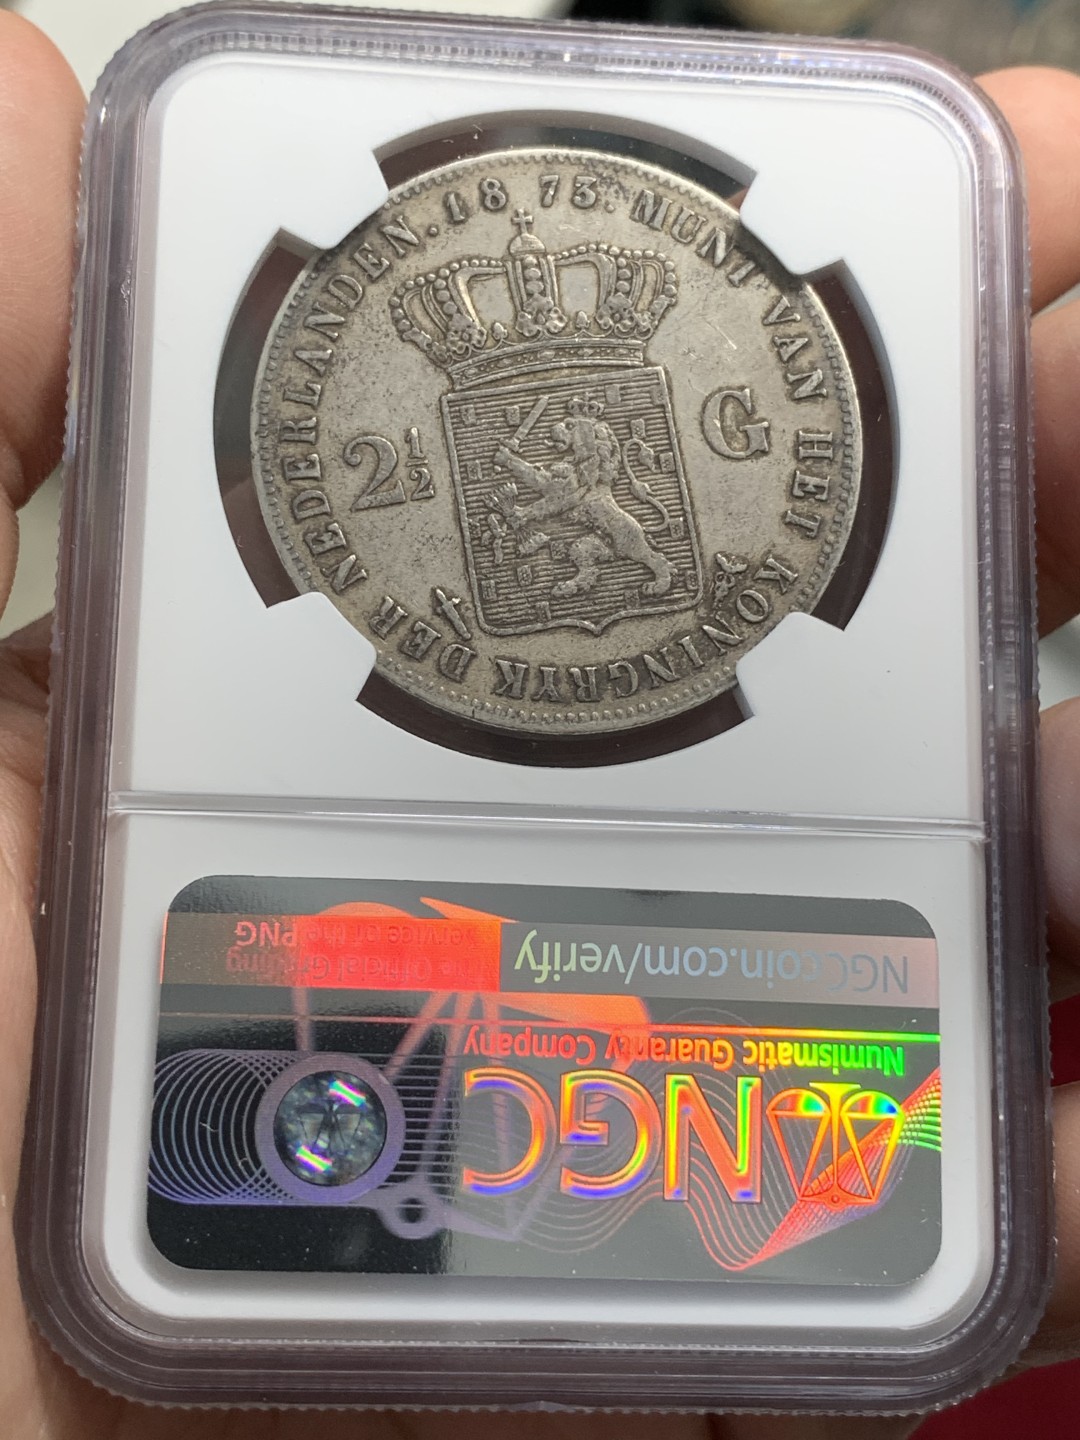 MUNT VAN HET KONINGRYK DER NEDERLANDEN. 1873.
2½ G
NGCcoin.com/verify
The Official Grading
Service of the PNG
Numismatic Guaranty Company
NGC